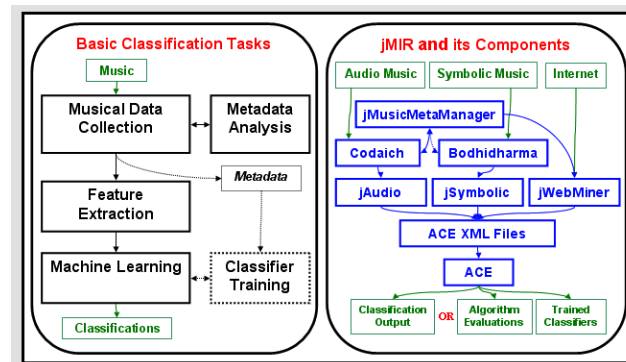 Basic Classification Tasks
Music
Musical Data
Collection
Metadata
Analysis
Metadata
Feature
Extraction
Machine Learning
Classifier
Training
Classifications
jMIR and its Components
Audio Music
Symbolic Music
Internet
jMusicMetaManager
Codaich
Bodhidharma
jAudio
jSymbolic
jWebMiner
ACE XML Files
ACE
Classification
Output
OR
Algorithm
Evaluations
Trained
Classifiers